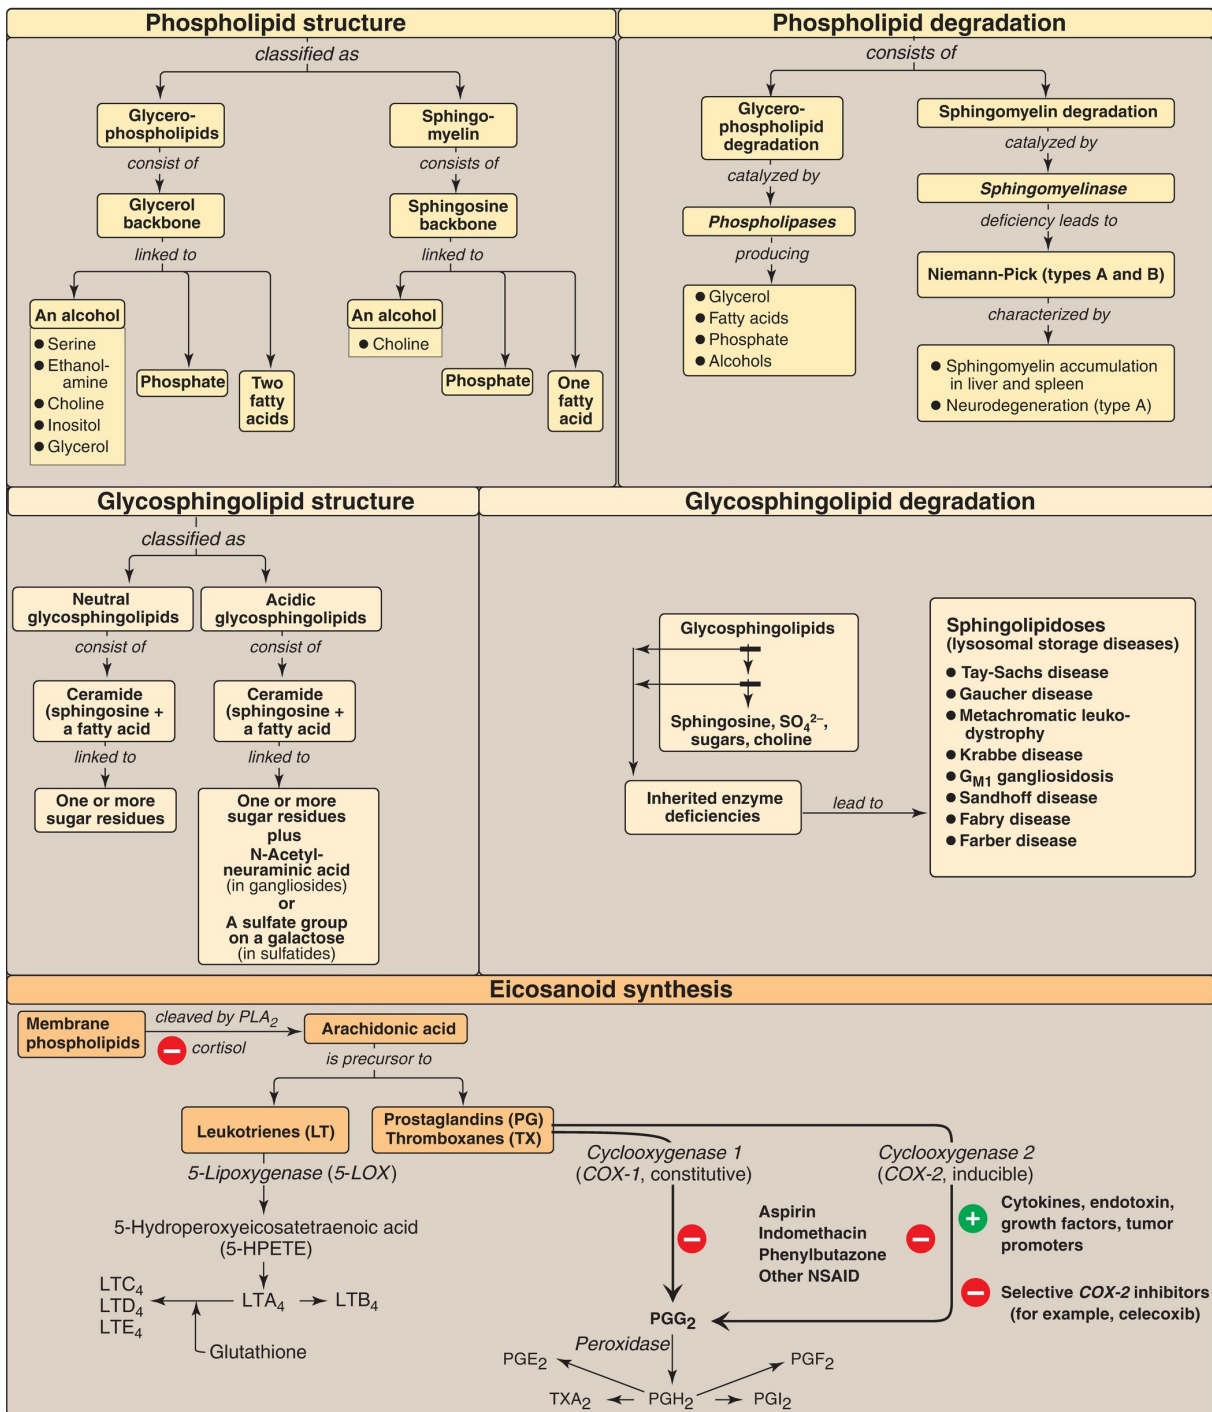 Phospholipid structure
classified as
Glycero-
phospholipids
consist of
Glycerol
backbone
linked to
An alcohol
● Serine
● Ethanol-
amine
● Choline
● Inositol
● Glycerol
Phosphate
Two
fatty
acids
Sphingo-
myelin
consists of
Sphingosine
backbone
linked to
An alcohol
● Choline
Phosphate
One
fatty
acid
Phospholipid degradation
consists of
Glycero-
phospholipid
degradation
catalyzed by
Phospholipases
producing
● Glycerol
● Fatty acids
● Phosphate
● Alcohols
Sphingomyelin degradation
catalyzed by
Sphingomyelinase
deficiency leads to
Niemann-Pick (types A and B)
characterized by
● Sphingomyelin accumulation
in liver and spleen
● Neurodegeneration (type A)
Glycosphingolipid structure
classified as
Neutral
glycosphingolipids
consist of
Ceramide
(sphingosine +
a fatty acid
linked to
One or more
sugar residues
Acidic
glycosphingolipids
consist of
Ceramide
(sphingosine +
a fatty acid
linked to
One or more
sugar residues
plus
N-Acetyl-
neuraminic acid
(in gangliosides)
or
A sulfate group
on a galactose
(in sulfatides)
Glycosphingolipid degradation
Glycosphingolipids
Sphingosine, SO₄²⁻,
sugars, choline
Inherited enzyme
deficiencies
lead to
Sphingolipidoses
(lysosomal storage diseases)
● Tay-Sachs disease
● Gaucher disease
● Metachromatic leuko-
dystrophy
● Krabbe disease
● GM1 gangliosidosis
● Sandhoff disease
● Fabry disease
● Farber disease
Eicosanoid synthesis
Membrane
phospholipids
cleaved by PLA₂
cortisol
Arachidonic acid
is precursor to
Leukotrienes (LT)
5-Lipoxygenase (5-LOX)
5-Hydroperoxyeicosatetraenoic acid
(5-HPETE)
LTC₄
LTD₄
LTE₄
LTA₄
LTB₄
Glutathione
Prostaglandins (PG)
Thromboxanes (TX)
Cyclooxygenase 1
(COX-1, constitutive)
Cyclooxygenase 2
(COX-2, inducible)
Aspirin
Indomethacin
Phenylbutazone
Other NSAID
Cytokines, endotoxin,
growth factors, tumor
promoters
Selective COX-2 inhibitors
(for example, celecoxib)
PGG₂
Peroxidase
PGE₂
PGF₂
TXA₂
PGH₂
PGI₂